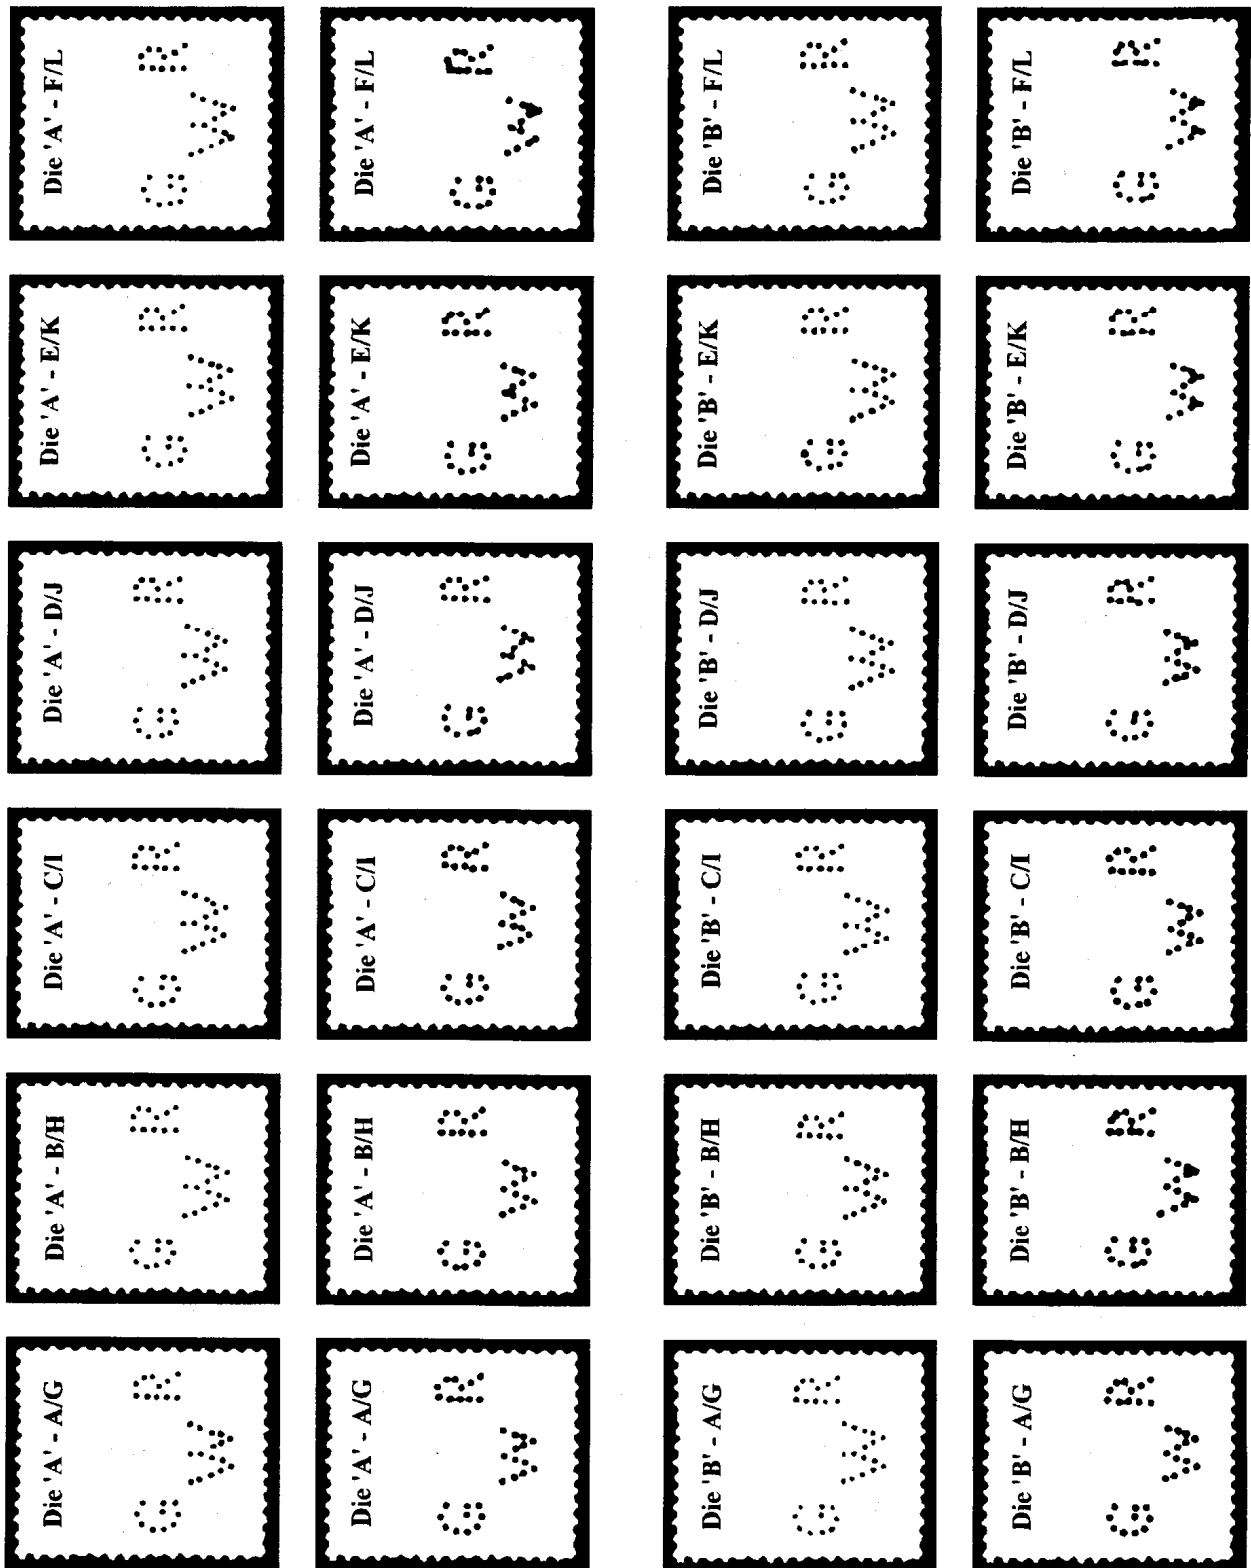 Die 'A' - A/G
G W R
Die 'A' - B/H
G W R
Die 'A' - C/I
G W R
Die 'A' - D/J
G W R
Die 'A' - E/K
G W R
Die 'A' - F/L
G W R
Die 'A' - A/G
G W R
Die 'A' - B/H
G W R
Die 'A' - C/I
G W R
Die 'A' - D/J
G W R
Die 'A' - E/K
G W R
Die 'A' - F/L
G W R
Die 'B' - A/G
G W R
Die 'B' - B/H
G W R
Die 'B' - C/I
G W R
Die 'B' - D/J
G W R
Die 'B' - E/K
G W R
Die 'B' - F/L
G W R
Die 'B' - A/G
G W R
Die 'B' - B/H
G W R
Die 'B' - C/I
G W R
Die 'B' - D/J
G W R
Die 'B' - E/K
G W R
Die 'B' - F/L
G W R